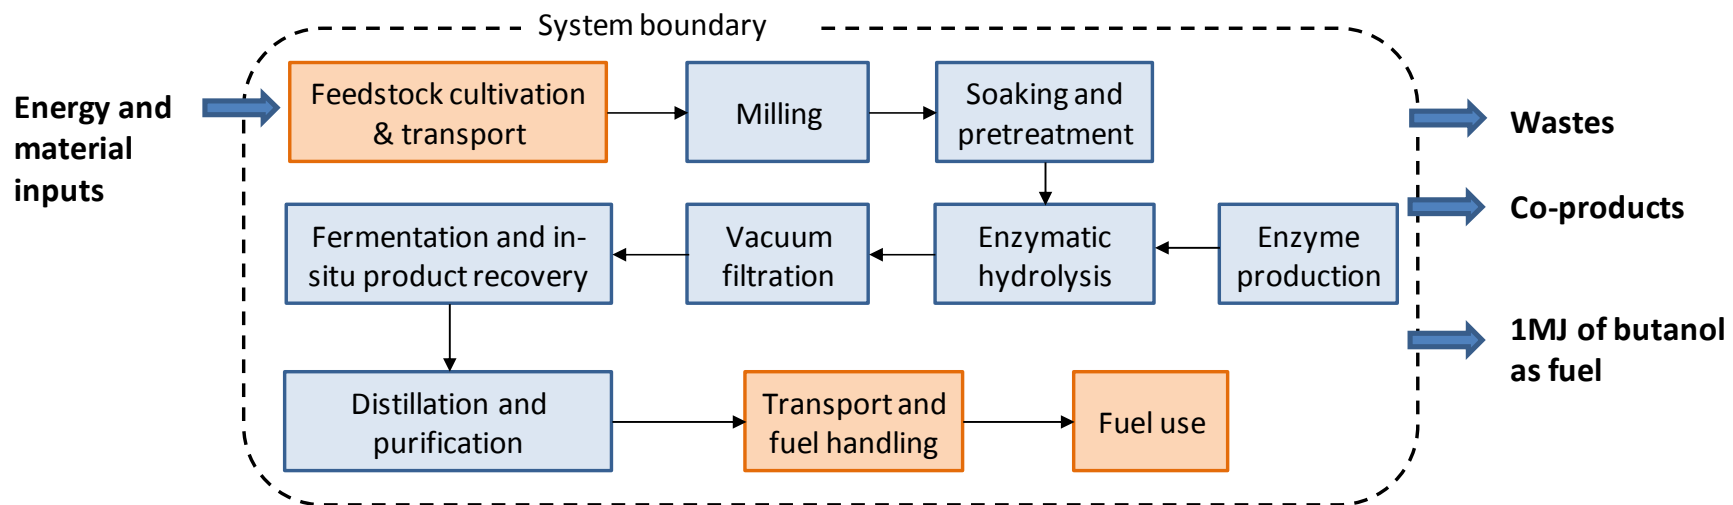 System boundary
Energy and
material
inputs
Feedstock cultivation
& transport
Milling
Soaking and
pretreatment
Wastes
Co-products
1MJ of butanol
as fuel
Fermentation and in-
situ product recovery
Vacuum
filtration
Enzymatic
hydrolysis
Enzyme
production
Distillation and
purification
Transport and
fuel handling
Fuel use